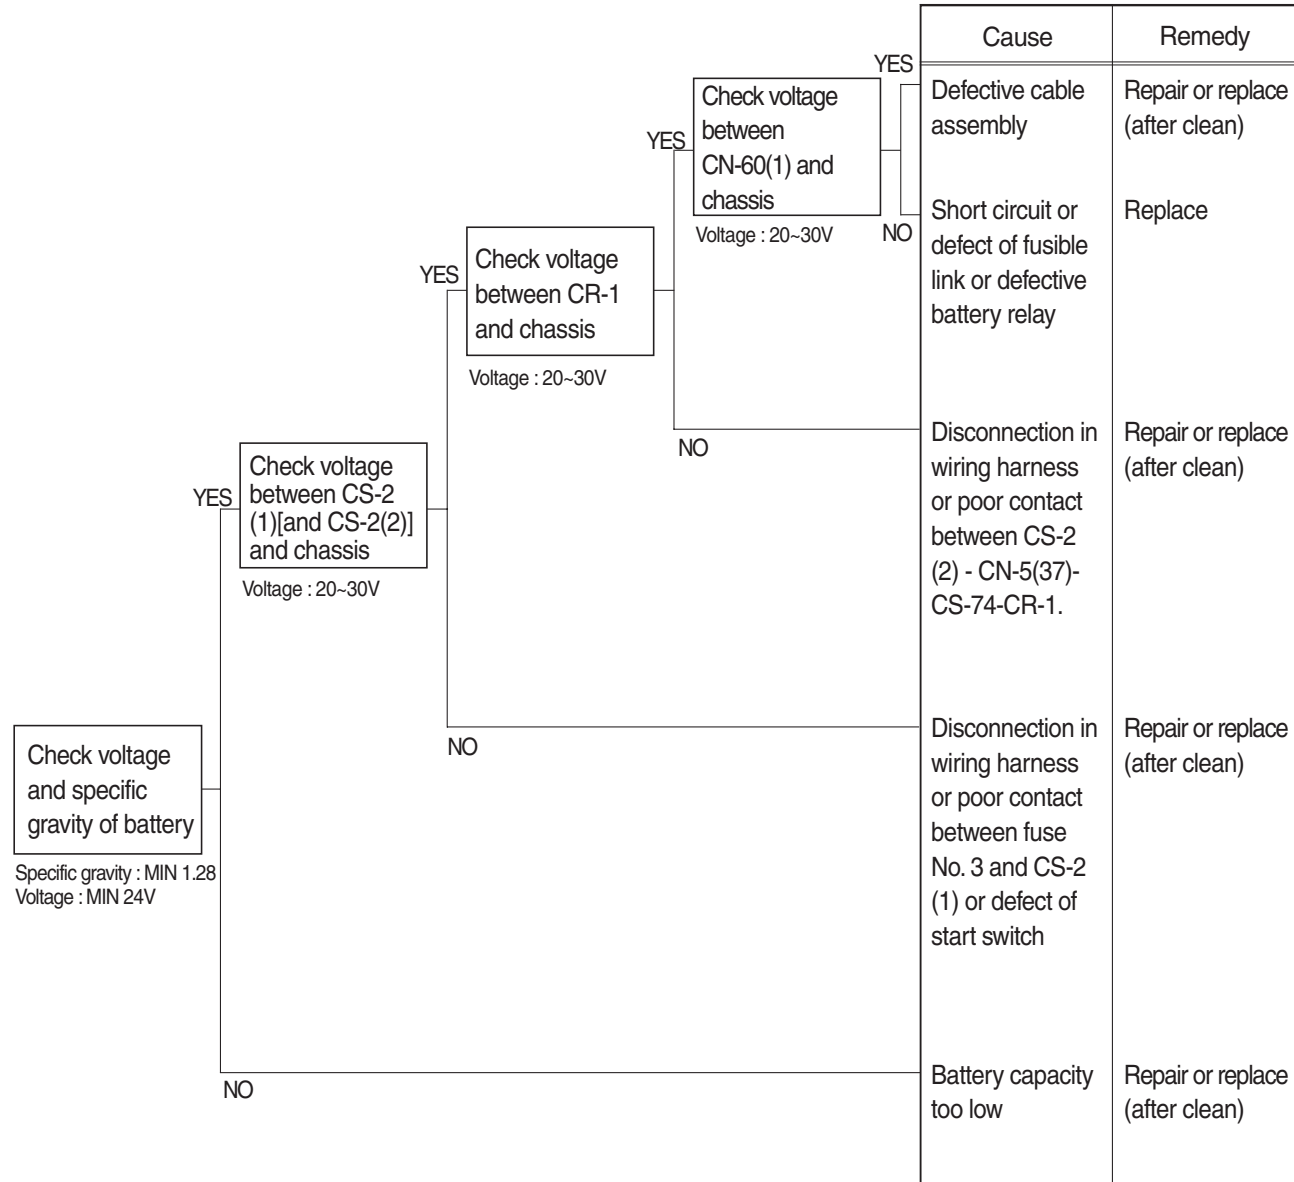 Cause
Remedy
YES
Check voltage
between
CN-60(1) and
chassis
Voltage : 20~30V
YES
NO
Defective cable
assembly
Repair or replace
(after clean)
Short circuit or
defect of fusible
link or defective
battery relay
Replace
YES
Check voltage
between CR-1
and chassis
Voltage : 20~30V
NO
Disconnection in
wiring harness
or poor contact
between CS-2
(2) - CN-5(37)-
CS-74-CR-1.
Repair or replace
(after clean)
YES
Check voltage
between CS-2
(1)[and CS-2(2)]
and chassis
Voltage : 20~30V
NO
Disconnection in
wiring harness
or poor contact
between fuse
No. 3 and CS-2
(1) or defect of
start switch
Repair or replace
(after clean)
Check voltage
and specific
gravity of battery
Specific gravity : MIN 1.28
Voltage : MIN 24V
NO
Battery capacity
too low
Repair or replace
(after clean)